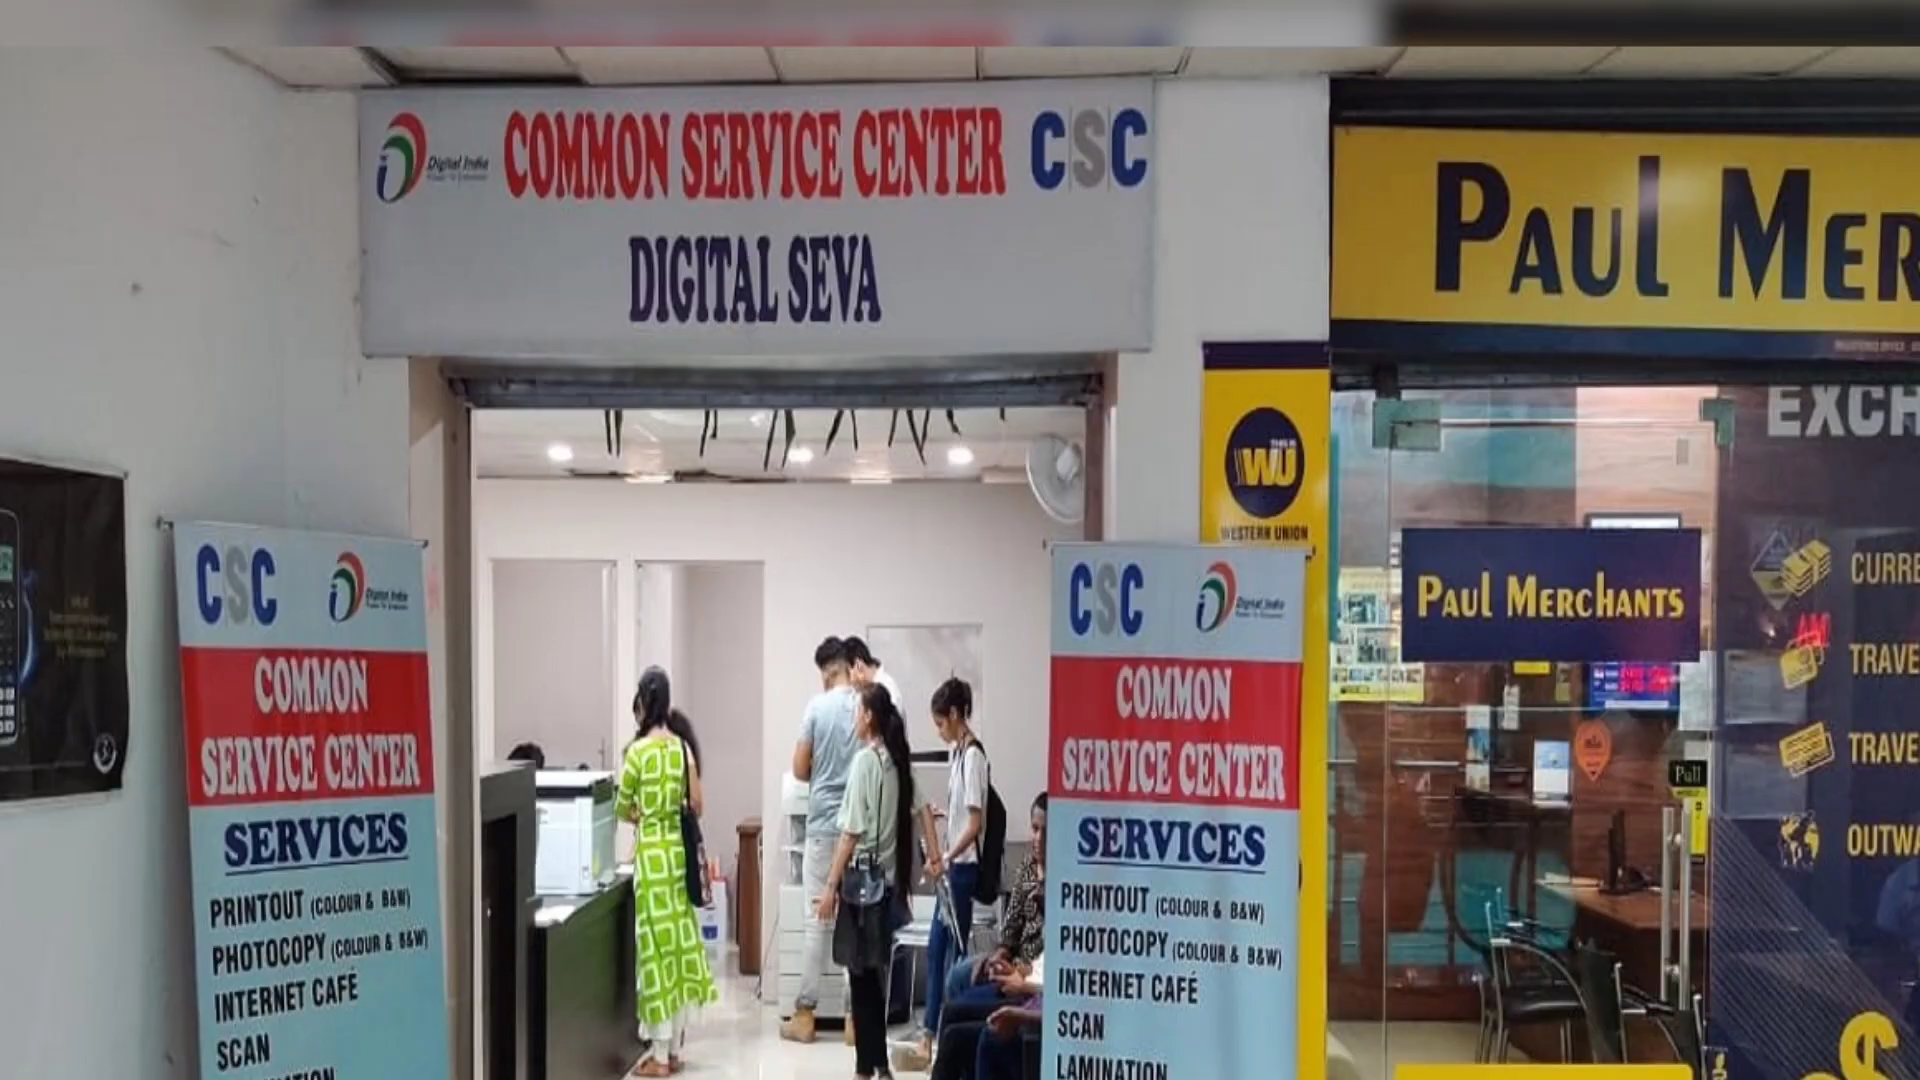 Digital India
COMMON SERVICE CENTER
CSC
DIGITAL SEVA
CSC
Digital India
COMMON
SERVICE CENTER
SERVICES
PRINTOUT (COLOUR & B&W)
PHOTOCOPY (COLOUR & B&W)
INTERNET CAFÉ
SCAN
WU
WESTERN UNION
CSC
Digital India
COMMON
SERVICE CENTER
SERVICES
PRINTOUT (COLOUR & B&W)
PHOTOCOPY (COLOUR & B&W)
INTERNET CAFÉ
SCAN
LAMINATION
PAUL MER
EXCH
PAUL MERCHANTS
Pull
CURRE
TRAVE
TRAVE
OUTWA
$